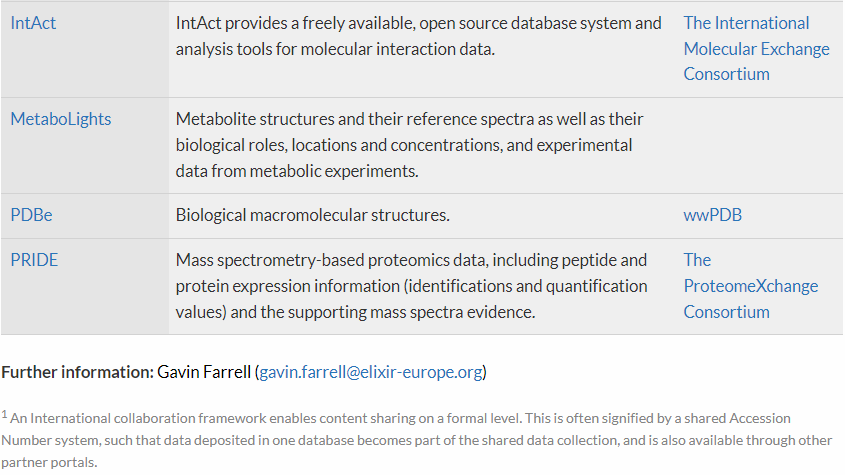 IntAct
IntAct provides a freely available, open source database system and
analysis tools for molecular interaction data.
The International
Molecular Exchange
Consortium
MetaboLights
Metabolite structures and their reference spectra as well as their
biological roles, locations and concentrations, and experimental
data from metabolic experiments.
PDBe
Biological macromolecular structures.
wwPDB
PRIDE
Mass spectrometry-based proteomics data, including peptide and
protein expression information (identifications and quantification
values) and the supporting mass spectra evidence.
The
ProteomeXchange
Consortium
Further information: Gavin Farrell (gavin.farrell@elixir-europe.org)
1 An International collaboration framework enables content sharing on a formal level. This is often signified by a shared Accession
Number system, such that data deposited in one database becomes part of the shared data collection, and is also available through other
partner portals.